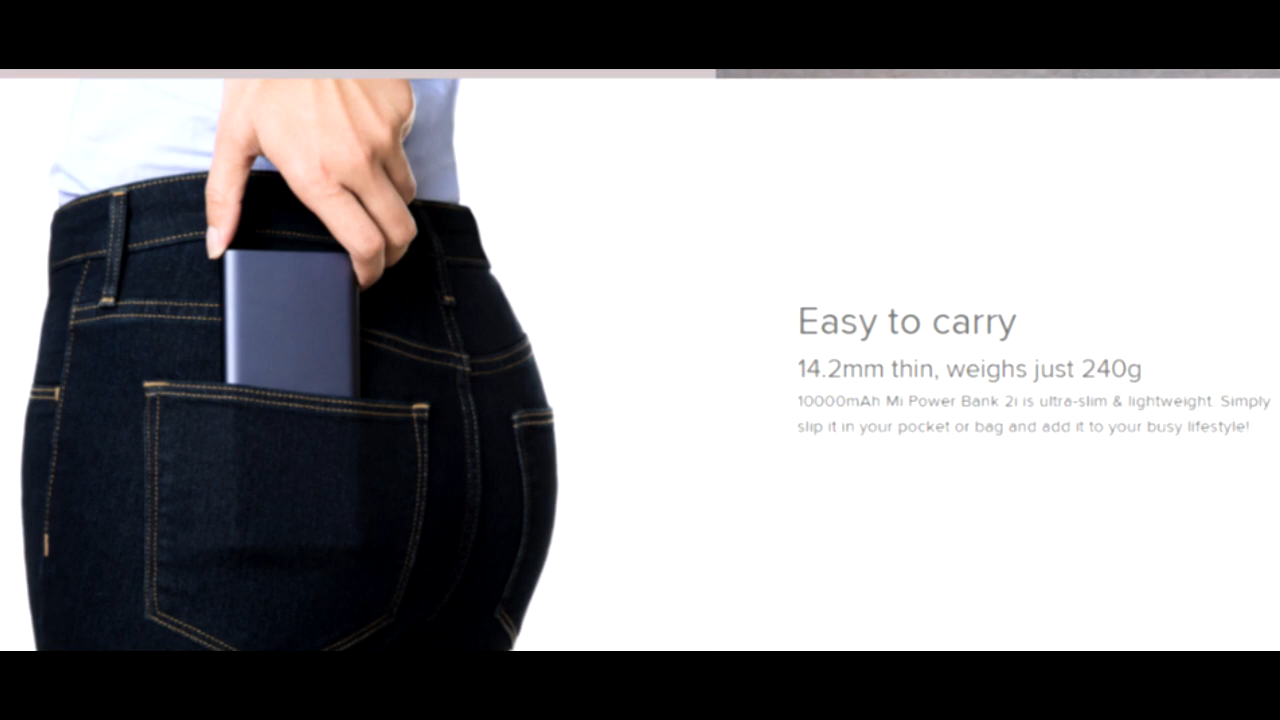 Easy to carry
14.2mm thin, weighs just 240g
10000mAh Mi Power Bank 2i is ultra-slim & lightweight. Simply
slip it in your pocket or bag and add it to your busy lifestyle!